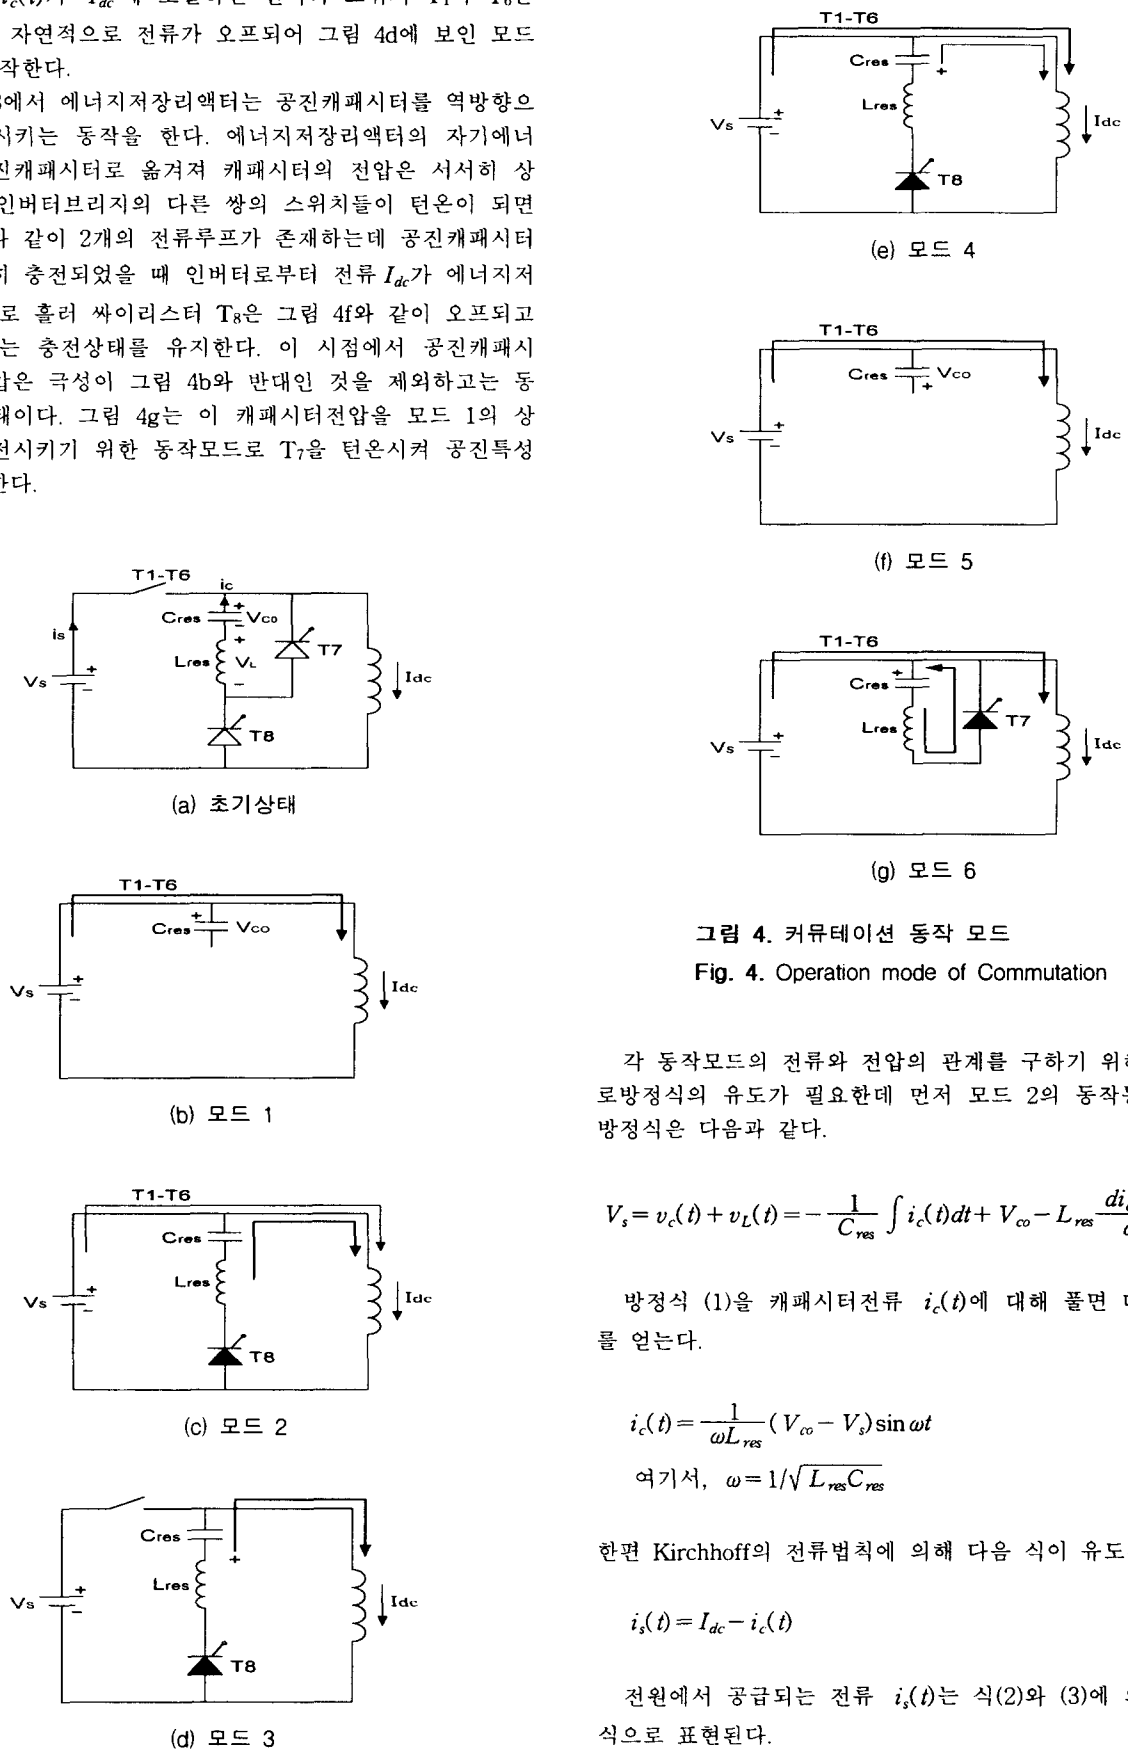 자연적으로 전류가 오프되어 그림 4d에 보인 모드
작한다.
에서 에너지저장리액터는 공진캐패시터를 역방향으
시키는 동작을 한다. 에너지저장리액터의 자기에너
진캐패시터로 옮겨져 캐패시터의 전압은 서서히 상
인버터브리지의 다른 쌍의 스위치들이 턴온이 되면
같이 2개의 전류루프가 존재하는데 공진캐패시터
히 충전되었을 때 인버터로부터 전류 I_dc가 에너지저
로 흘러 싸이리스터 T₈은 그림 4f와 같이 오프되고
는 충전상태를 유지한다. 이 시점에서 공진캐패시
압은 극성이 그림 4b와 반대인 것을 제외하고는 동
태이다. 그림 4g는 이 캐패시터전압을 모드 1의 상
전시키기 위한 동작모드로 T₇을 턴온시켜 공진특성
한다.
T1-T6
ic
+
Cres Vco
is
+
Lres VL T7
Vs + Idc
T8
(a) 초기상태
T1-T6
+
Cres Vco
Vs + Idc
(b) 모드 1
T1-T6
Cres
Lres
Vs + Idc
T8
(c) 모드 2
Cres
+
Lres
Vs + Idc
T8
(d) 모드 3
T1-T6
Cres +
Lres
Vs + Idc
T8
(e) 모드 4
T1-T6
Cres Vco
+
Vs + Idc
(f) 모드 5
T1-T6
+
Cres
Lres T7
Vs + Idc
(g) 모드 6
그림 4. 커뮤테이션 동작 모드
Fig. 4. Operation mode of Commutation
각 동작모드의 전류와 전압의 관계를 구하기 위해
로방정식의 유도가 필요한데 먼저 모드 2의 동작
방정식은 다음과 같다.
V_s = v_c(t) + v_L(t) = − 1/C_res ∫ i_c(t)dt + V_co − L_res di
방정식 (1)을 캐패시터전류 i_c(t)에 대해 풀면
를 얻는다.
i_c(t) = 1/ωL_res (V_co − V_s) sin ωt
여기서, ω = 1/√L_resC_res
한편 Kirchhoff의 전류법칙에 의해 다음 식이 유도
i_s(t) = I_dc − i_c(t)
전원에서 공급되는 전류 i_s(t)는 식(2)와 (3)에
식으로 표현된다.